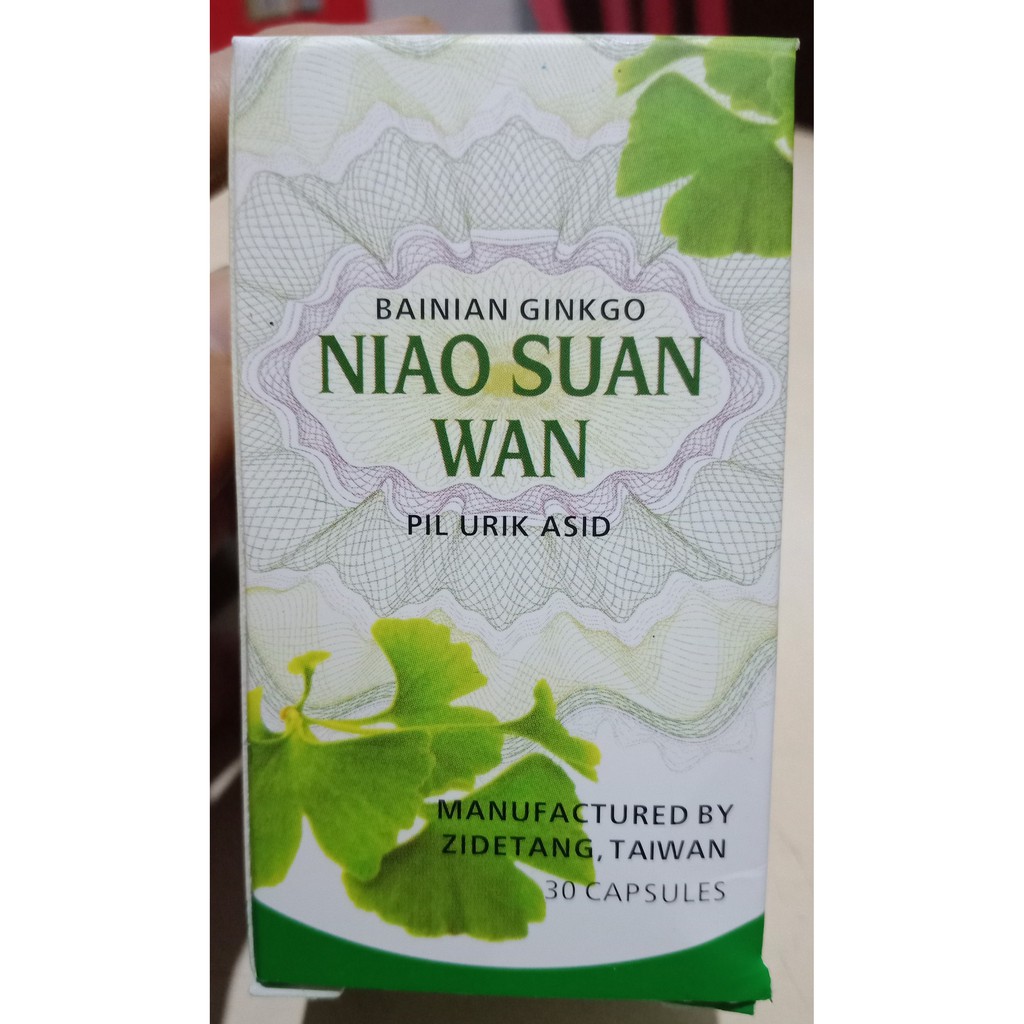 BAINIAN GINKGO
NIAO SUAN
WAN
PIL URIK ASID
MANUFACTURED BY
ZIDETANG, TAIWAN
30 CAPSULES